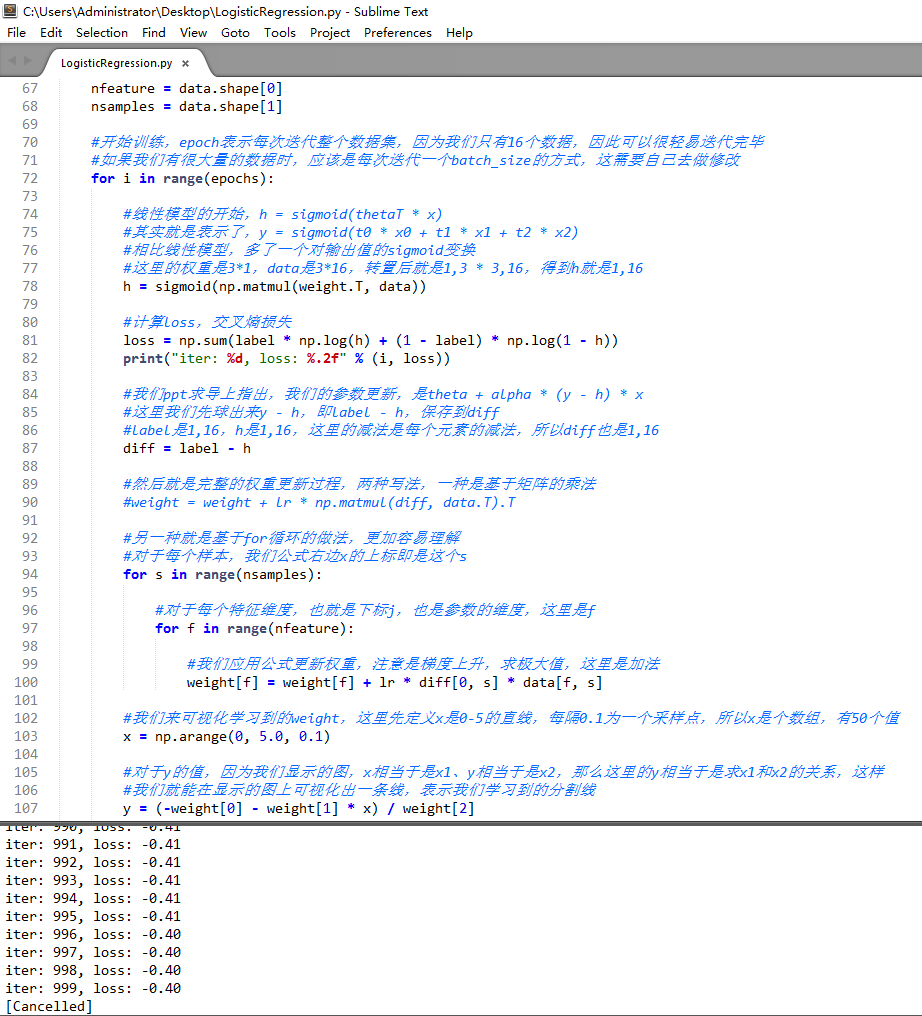 C:\Users\Administrator\Desktop\LogisticRegression.py - Sublime Text
File Edit Selection Find View Goto Tools Project Preferences Help
LogisticRegression.py ×
67 nfeature = data.shape[0]
68 nsamples = data.shape[1]
69
70 #开始训练，epoch表示每次迭代整个数据集，因为我们只有16个数据，因此可以很轻易迭代完毕
71 #如果我们有很大量的数据时，应该是每次迭代一个batch_size的方式，这需要自己去做修改
72 for i in range(epochs):
73
74 #线性模型的开始，h = sigmoid(thetaT * x)
75 #其实就是表示了，y = sigmoid(t0 * x0 + t1 * x1 + t2 * x2)
76 #相比线性模型，多了一个对输出值的sigmoid变换
77 #这里的权重是3*1，data是3*16，转置后就是1,3 * 3,16，得到h就是1,16
78 h = sigmoid(np.matmul(weight.T, data))
79
80 #计算loss，交叉熵损失
81 loss = np.sum(label * np.log(h) + (1 - label) * np.log(1 - h))
82 print("iter: %d, loss: %.2f" % (i, loss))
83
84 #我们ppt求导上指出，我们的参数更新，是theta + alpha * (y - h) * x
85 #这里我们先球出来y - h，即label - h，保存到diff
86 #label是1,16，h是1,16，这里的减法是每个元素的减法，所以diff也是1,16
87 diff = label - h
88
89 #然后就是完整的权重更新过程，两种写法，一种是基于矩阵的乘法
90 #weight = weight + lr * np.matmul(diff, data.T).T
91
92 #另一种就是基于for循环的做法，更加容易理解
93 #对于每个样本，我们公式右边x的上标即是这个s
94 for s in range(nsamples):
95
96 #对于每个特征维度，也就是下标j，也是参数的维度，这里是f
97 for f in range(nfeature):
98
99 #我们应用公式更新权重，注意是梯度上升，求极大值，这里是加法
100 weight[f] = weight[f] + lr * diff[0, s] * data[f, s]
101
102 #我们来可视化学习到的weight，这里先定义x是0-5的直线，每隔0.1为一个采样点，所以x是个数组，有50个值
103 x = np.arange(0, 5.0, 0.1)
104
105 #对于y的值，因为我们显示的图，x相当于是x1、y相当于是x2，那么这里的y相当于是求x1和x2的关系，这样
106 #我们就能在显示的图上可视化出一条线，表示我们学习到的分割线
107 y = (-weight[0] - weight[1] * x) / weight[2]
iter: 990, loss: -0.41
iter: 991, loss: -0.41
iter: 992, loss: -0.41
iter: 993, loss: -0.41
iter: 994, loss: -0.41
iter: 995, loss: -0.41
iter: 996, loss: -0.40
iter: 997, loss: -0.40
iter: 998, loss: -0.40
iter: 999, loss: -0.40
[Cancelled]